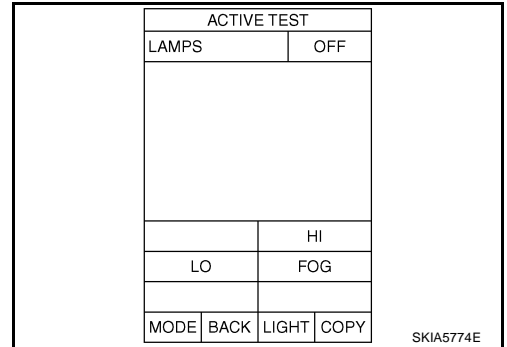 ACTIVE TEST
LAMPS OFF
HI
LO FOG
MODE BACK LIGHT COPY
SKIA5774E